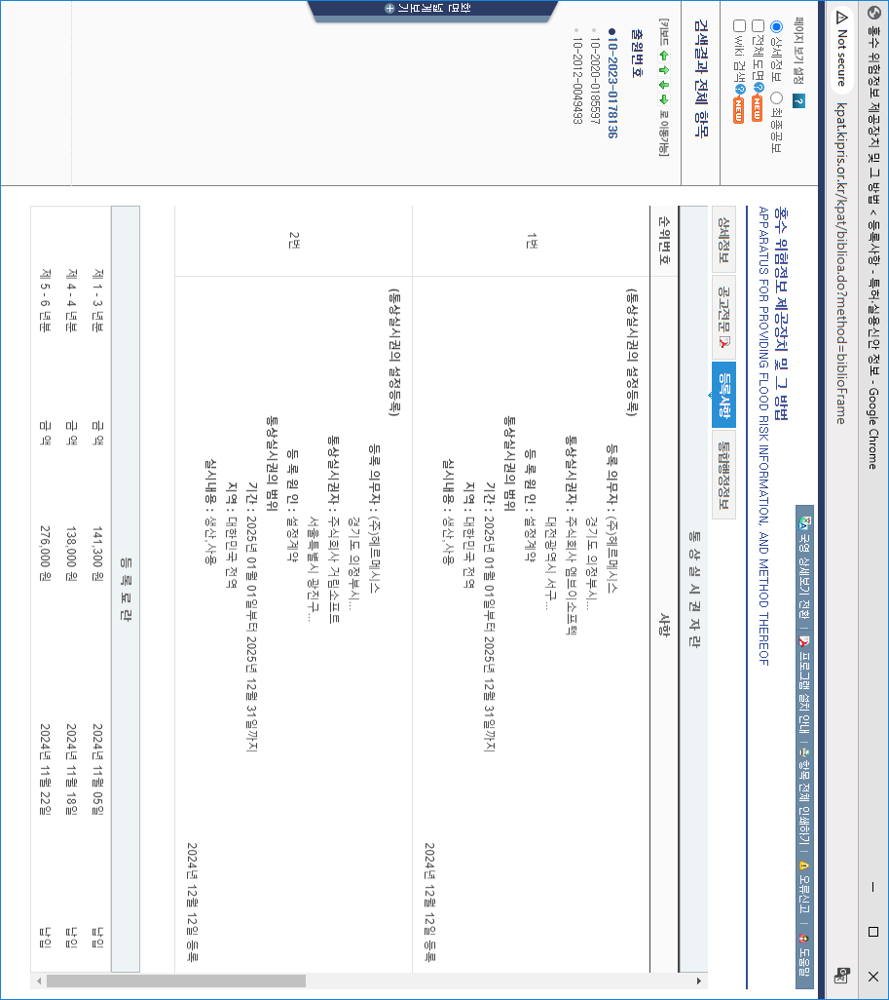 홍수 위험정보 제공장치 및 그 방법 < 등록사항 - 특허·실용신안 정보 - Google Chrome
Not secure kpat.kipris.or.kr/kpat/biblioa.do?method=biblioFrame
국영 상세보기 전환 | 프로그램 설치 안내 | 항목 전체 인쇄하기 | 오류신고 | 도움말
페이지 보기 설정 ?
상세정보 최종공보
전체 도면 ? NEW
wiki 검색 ? NEW
검색결과 전체 항목
[키보드 로 이동가능]
출원번호
10-2023-0178136
10-2020-0185597
10-2012-0049493
화면 넓게보기
홍수 위험정보 제공장치 및 그 방법
APPARATUS FOR PROVIDING FLOOD RISK INFORMATION, AND METHOD THEREOF
상세정보 공고전문 등록사항 통합행정정보
통 상 실 시 권 자 란
순위번호 사항
1번
(통상실시권의 설정등록)
등록 의무자 : (주)헤르메시스
경기도 의정부시...
통상실시권자 : 주식회사 엠브이소프텍
대전광역시 서구...
등 록 원 인 : 설정계약
통상실시권의 범위
기간 : 2025년 01월 01일부터 2025년 12월 31일까지
지역 : 대한민국 전역
실시내용 : 생산,사용
2024년 12월 12일 등록
2번
(통상실시권의 설정등록)
등록 의무자 : (주)헤르메시스
경기도 의정부시...
통상실시권자 : 주식회사 거림소프트
서울특별시 광진구...
등 록 원 인 : 설정계약
통상실시권의 범위
기간 : 2025년 01월 01일부터 2025년 12월 31일까지
지역 : 대한민국 전역
실시내용 : 생산,사용
2024년 12월 12일 등록
등 록 료 란
제 1 - 3 년분 금 액 141,300 원 2024년 11월 05일 납입
제 4 - 4 년분 금 액 138,000 원 2024년 11월 18일 납입
제 5 - 6 년분 금 액 276,000 원 2024년 11월 22일 납입